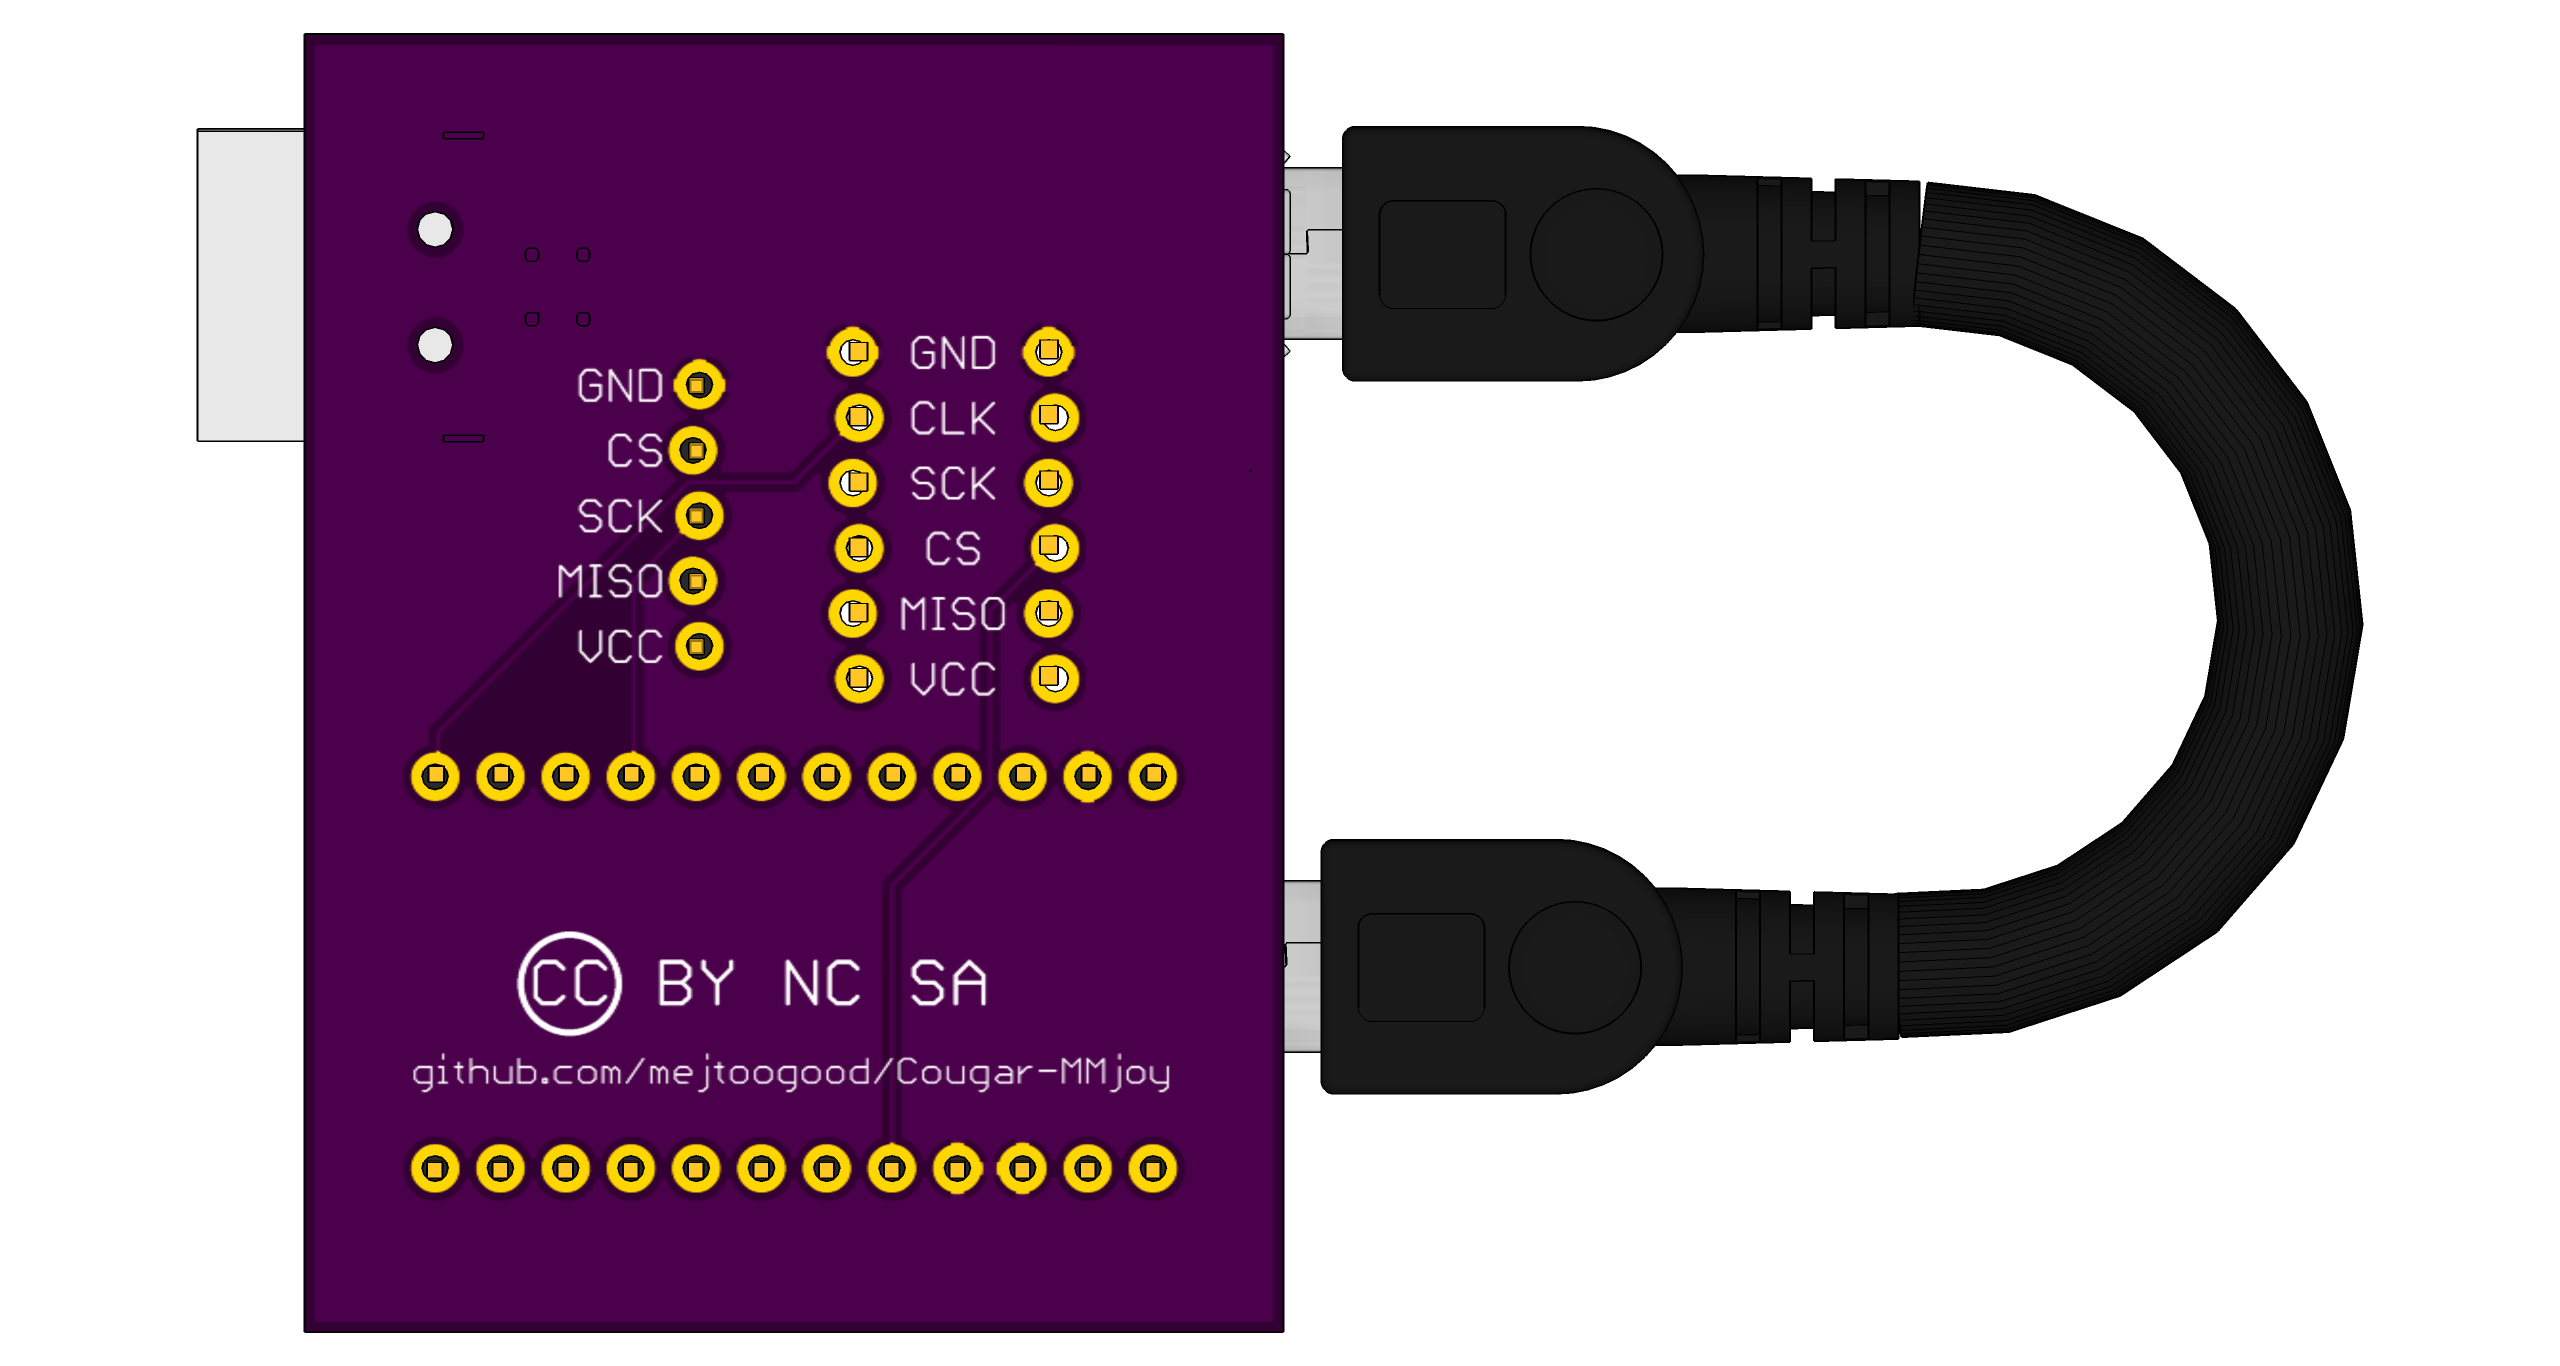 GND
CS
SCK
MISO
VCC
GND
CLK
SCK
CS
MISO
VCC
CC BY NC SA
github.com/mejtoogood/Cougar-MMjoy